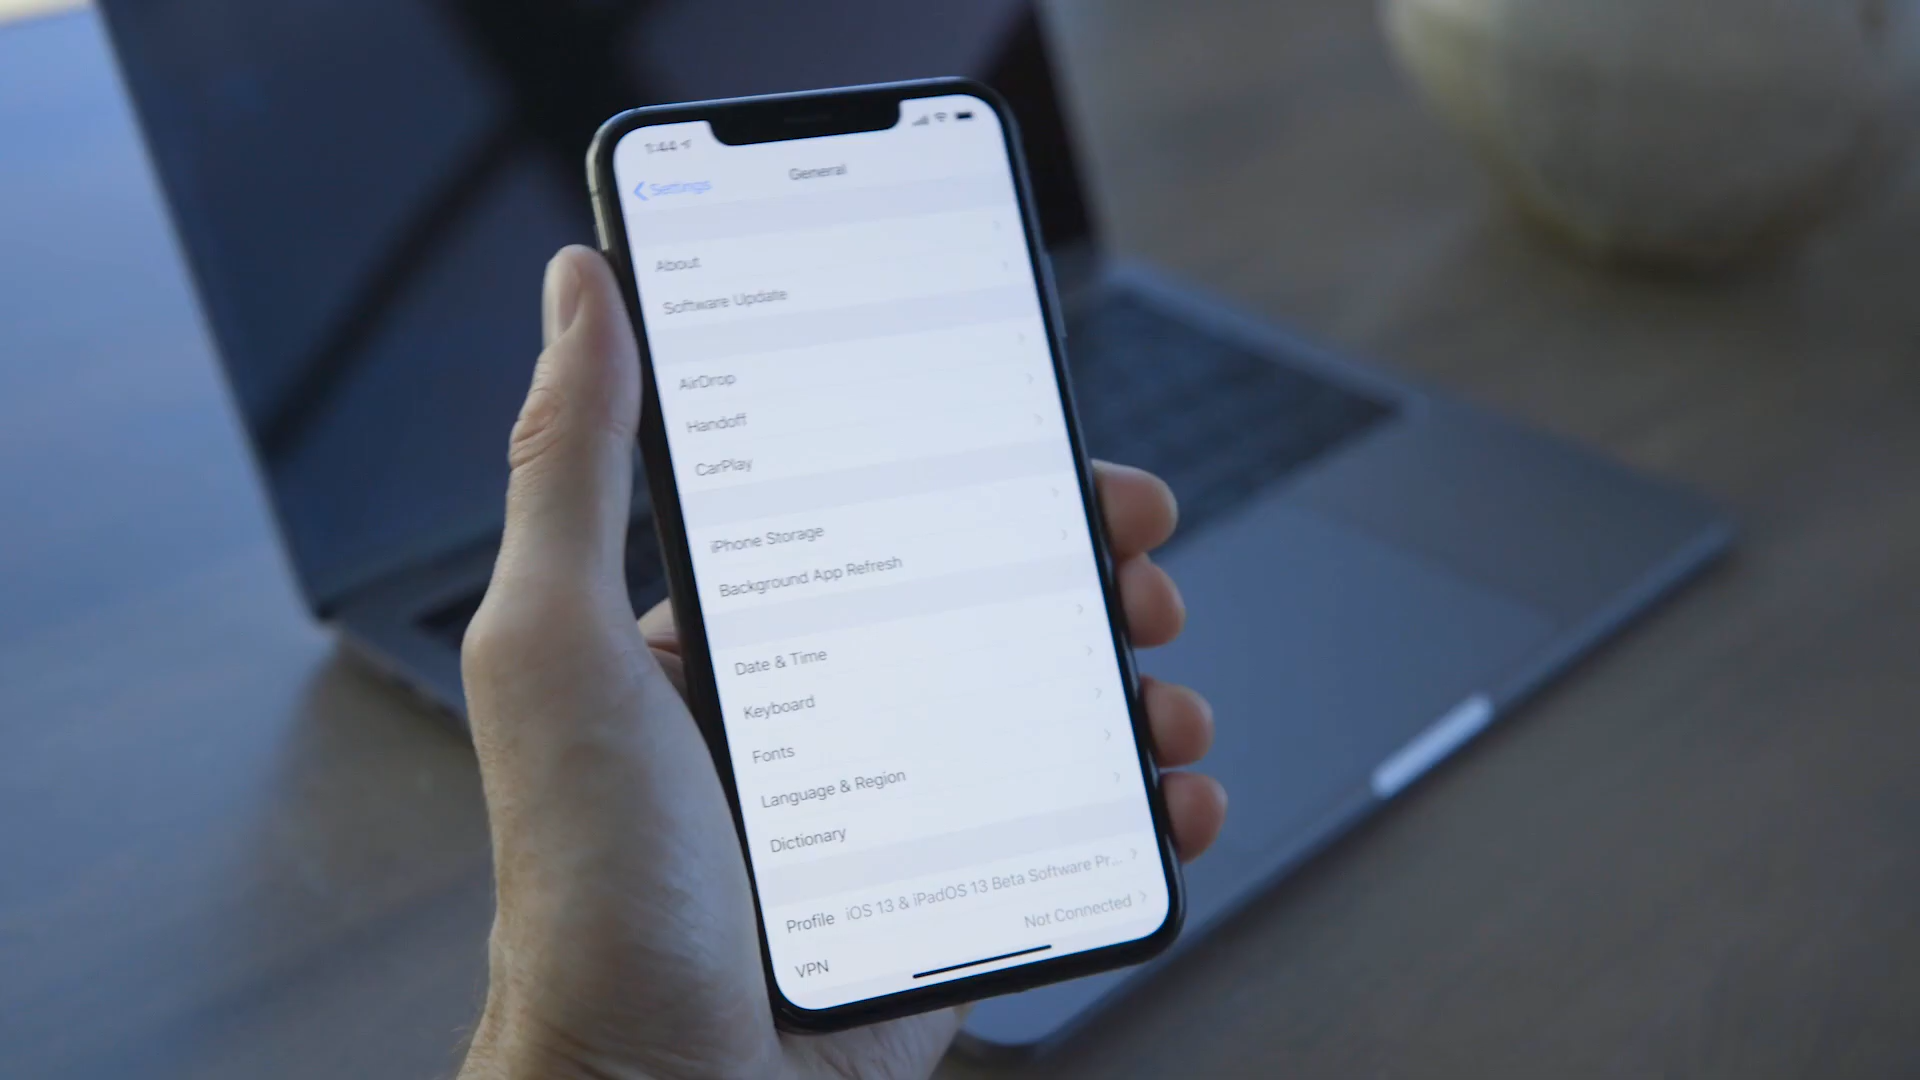 1:44
Settings
General
About
Software Update
AirDrop
Handoff
CarPlay
iPhone Storage
Background App Refresh
Date & Time
Keyboard
Fonts
Language & Region
Dictionary
Profile iOS 13 & iPadOS 13 Beta Software Pr...
VPN Not Connected